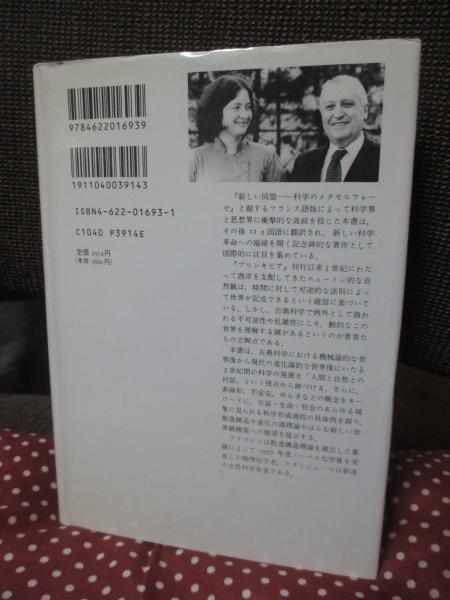 9784622016939
1911040039143
ISBN4-622-01693-1
C1040 P3914E
定価 3914円
(本体 3800円)
『新しい同盟——科学のメタモルフォー
ゼ』と題するフランス語版によって科学界
と思想界に衝撃的な波紋を投じた本書は,
その後 12ヵ国語に翻訳され, 新しい科学
革命への端緒を開く記念碑的な著作として
国際的に注目を集めている.
『プリンキピア』刊行以来3世紀にわた
って西洋を支配してきたニュートン的な自
然観は, 時間に対して可逆的な法則によっ
て世界が記述できるという確信に基づいて
いる. しかし, 古典科学で例外として扱わ
れる不可逆性や乱雑性にこそ, 動的なこの
世界を理解する鍵があるというのが著者た
ちの立脚点である.
本書は, 古典科学における機械論的な世
界像から現代の進化論的な世界像にいたる
3世紀間の科学の発展を「人間と自然との
対話」という視点から跡づける. さらに,
非線形, 不安定, ゆらぎなどの概念をキー
ワードに, 宇宙・生命・社会のあらゆる現
象に見られる秩序形成過程の具体例を探り,
散逸構造や進化の諸理論がはらむ新しい世
界観構築への展望を提示する.
プリゴジンは散逸構造理論を確立した業
績によって 1977 年度ノーベル化学賞を受
賞した物理化学者, スタンジェールは新進
の女性科学史家である.